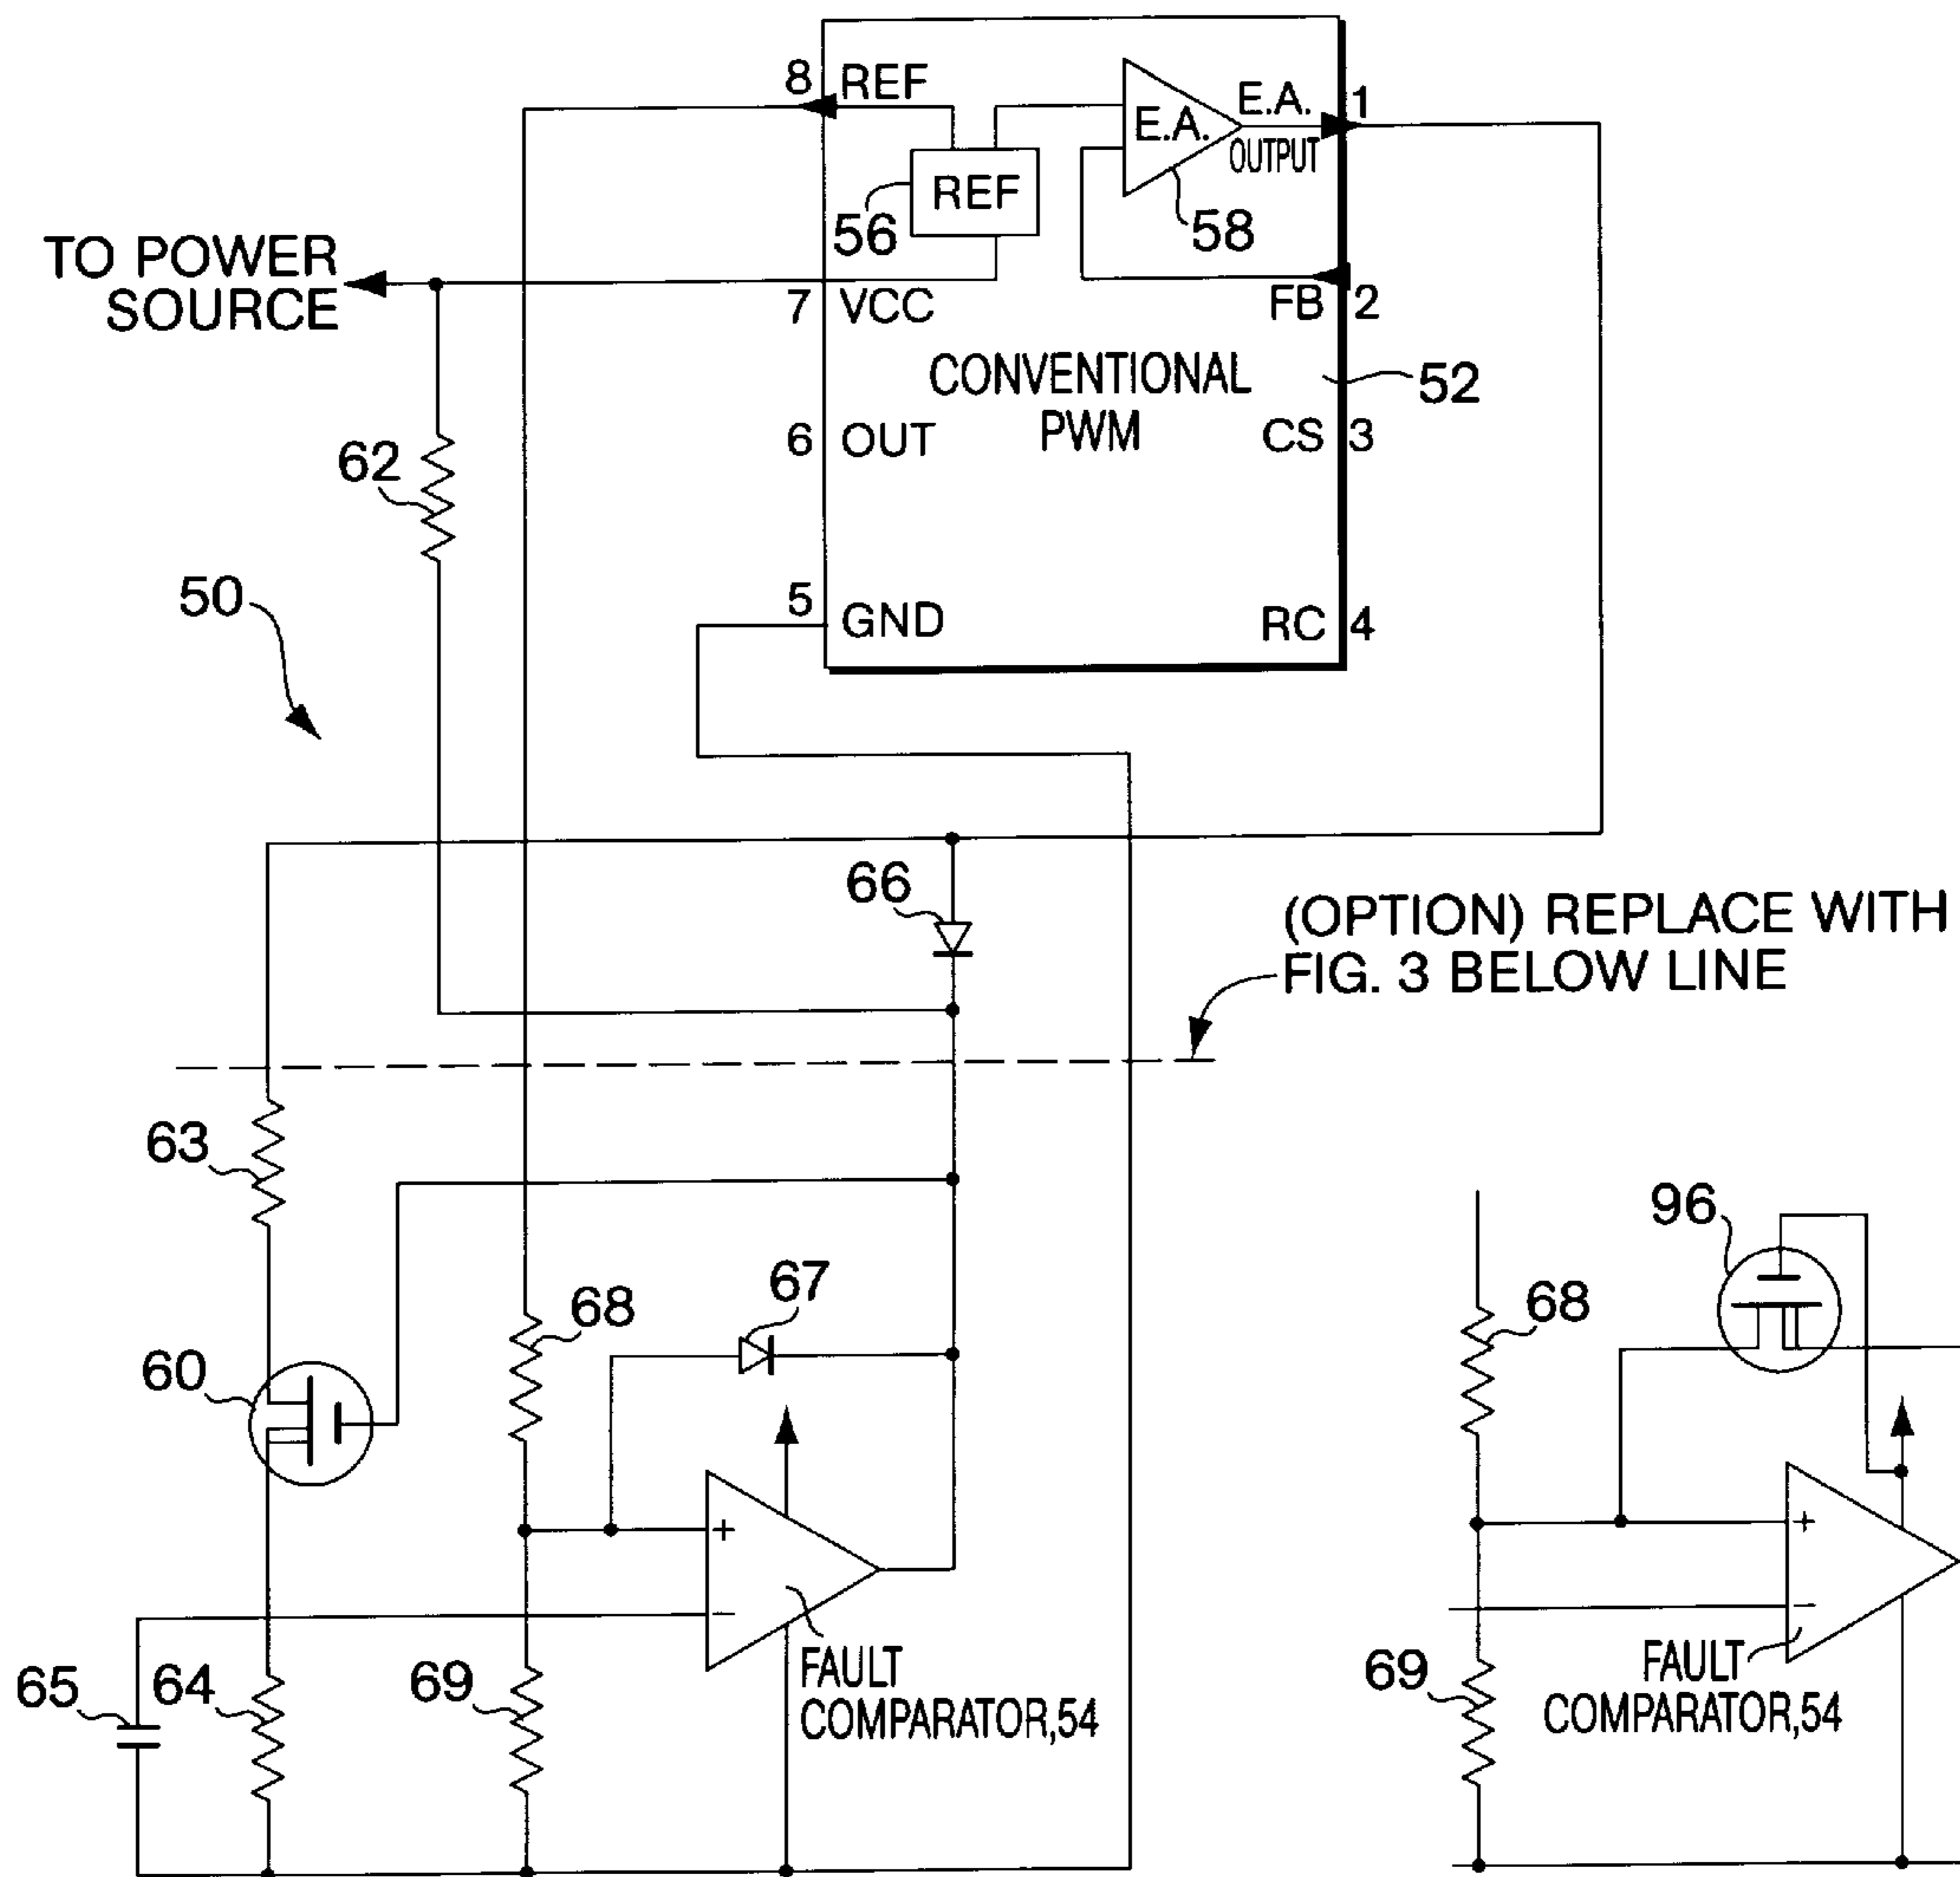 8 REF
E.A.
E.A. 1
OUTPUT
REF
56
58
TO POWER
SOURCE
7 VCC
FB 2
CONVENTIONAL
PWM
52
6 OUT
CS 3
62
50
5 GND
RC 4
66
(OPTION) REPLACE WITH
FIG. 3 BELOW LINE
63
67
68
60
+
−
FAULT
COMPARATOR,54
65
64
69
96
68
+
−
FAULT
COMPARATOR,54
69